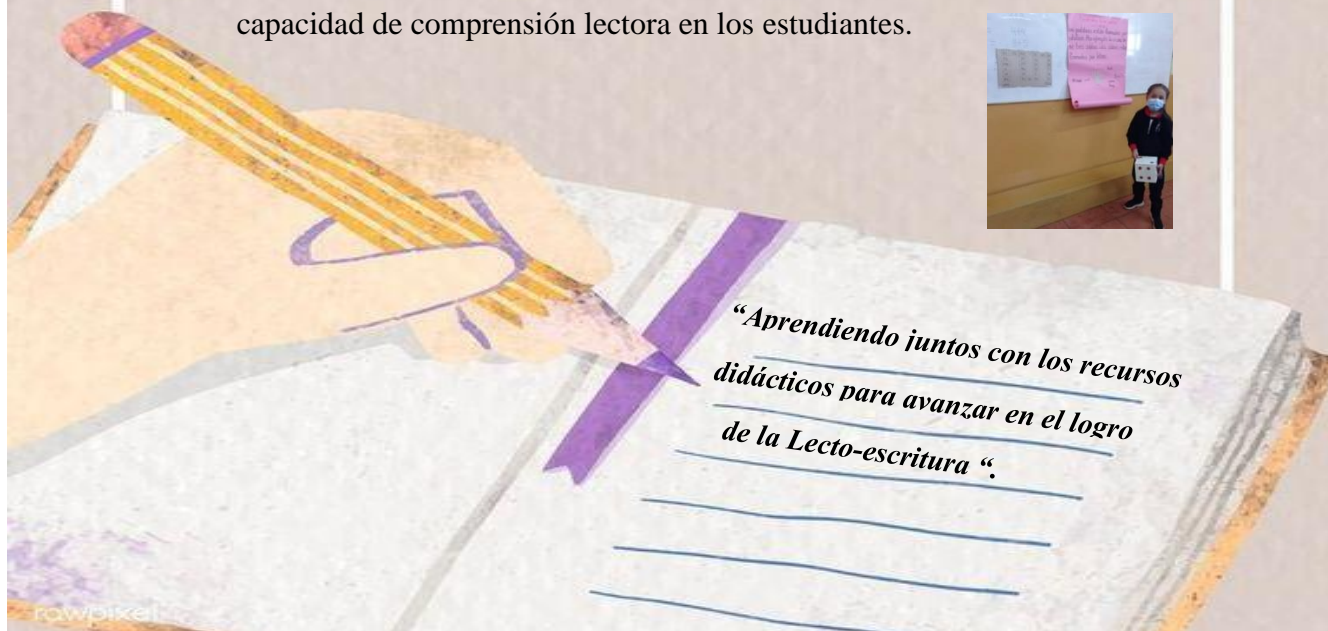 capacidad de comprensión lectora en los estudiantes.
“Aprendiendo juntos con los recursos
didácticos para avanzar en el logro
de la Lecto-escritura “.
rawpixel